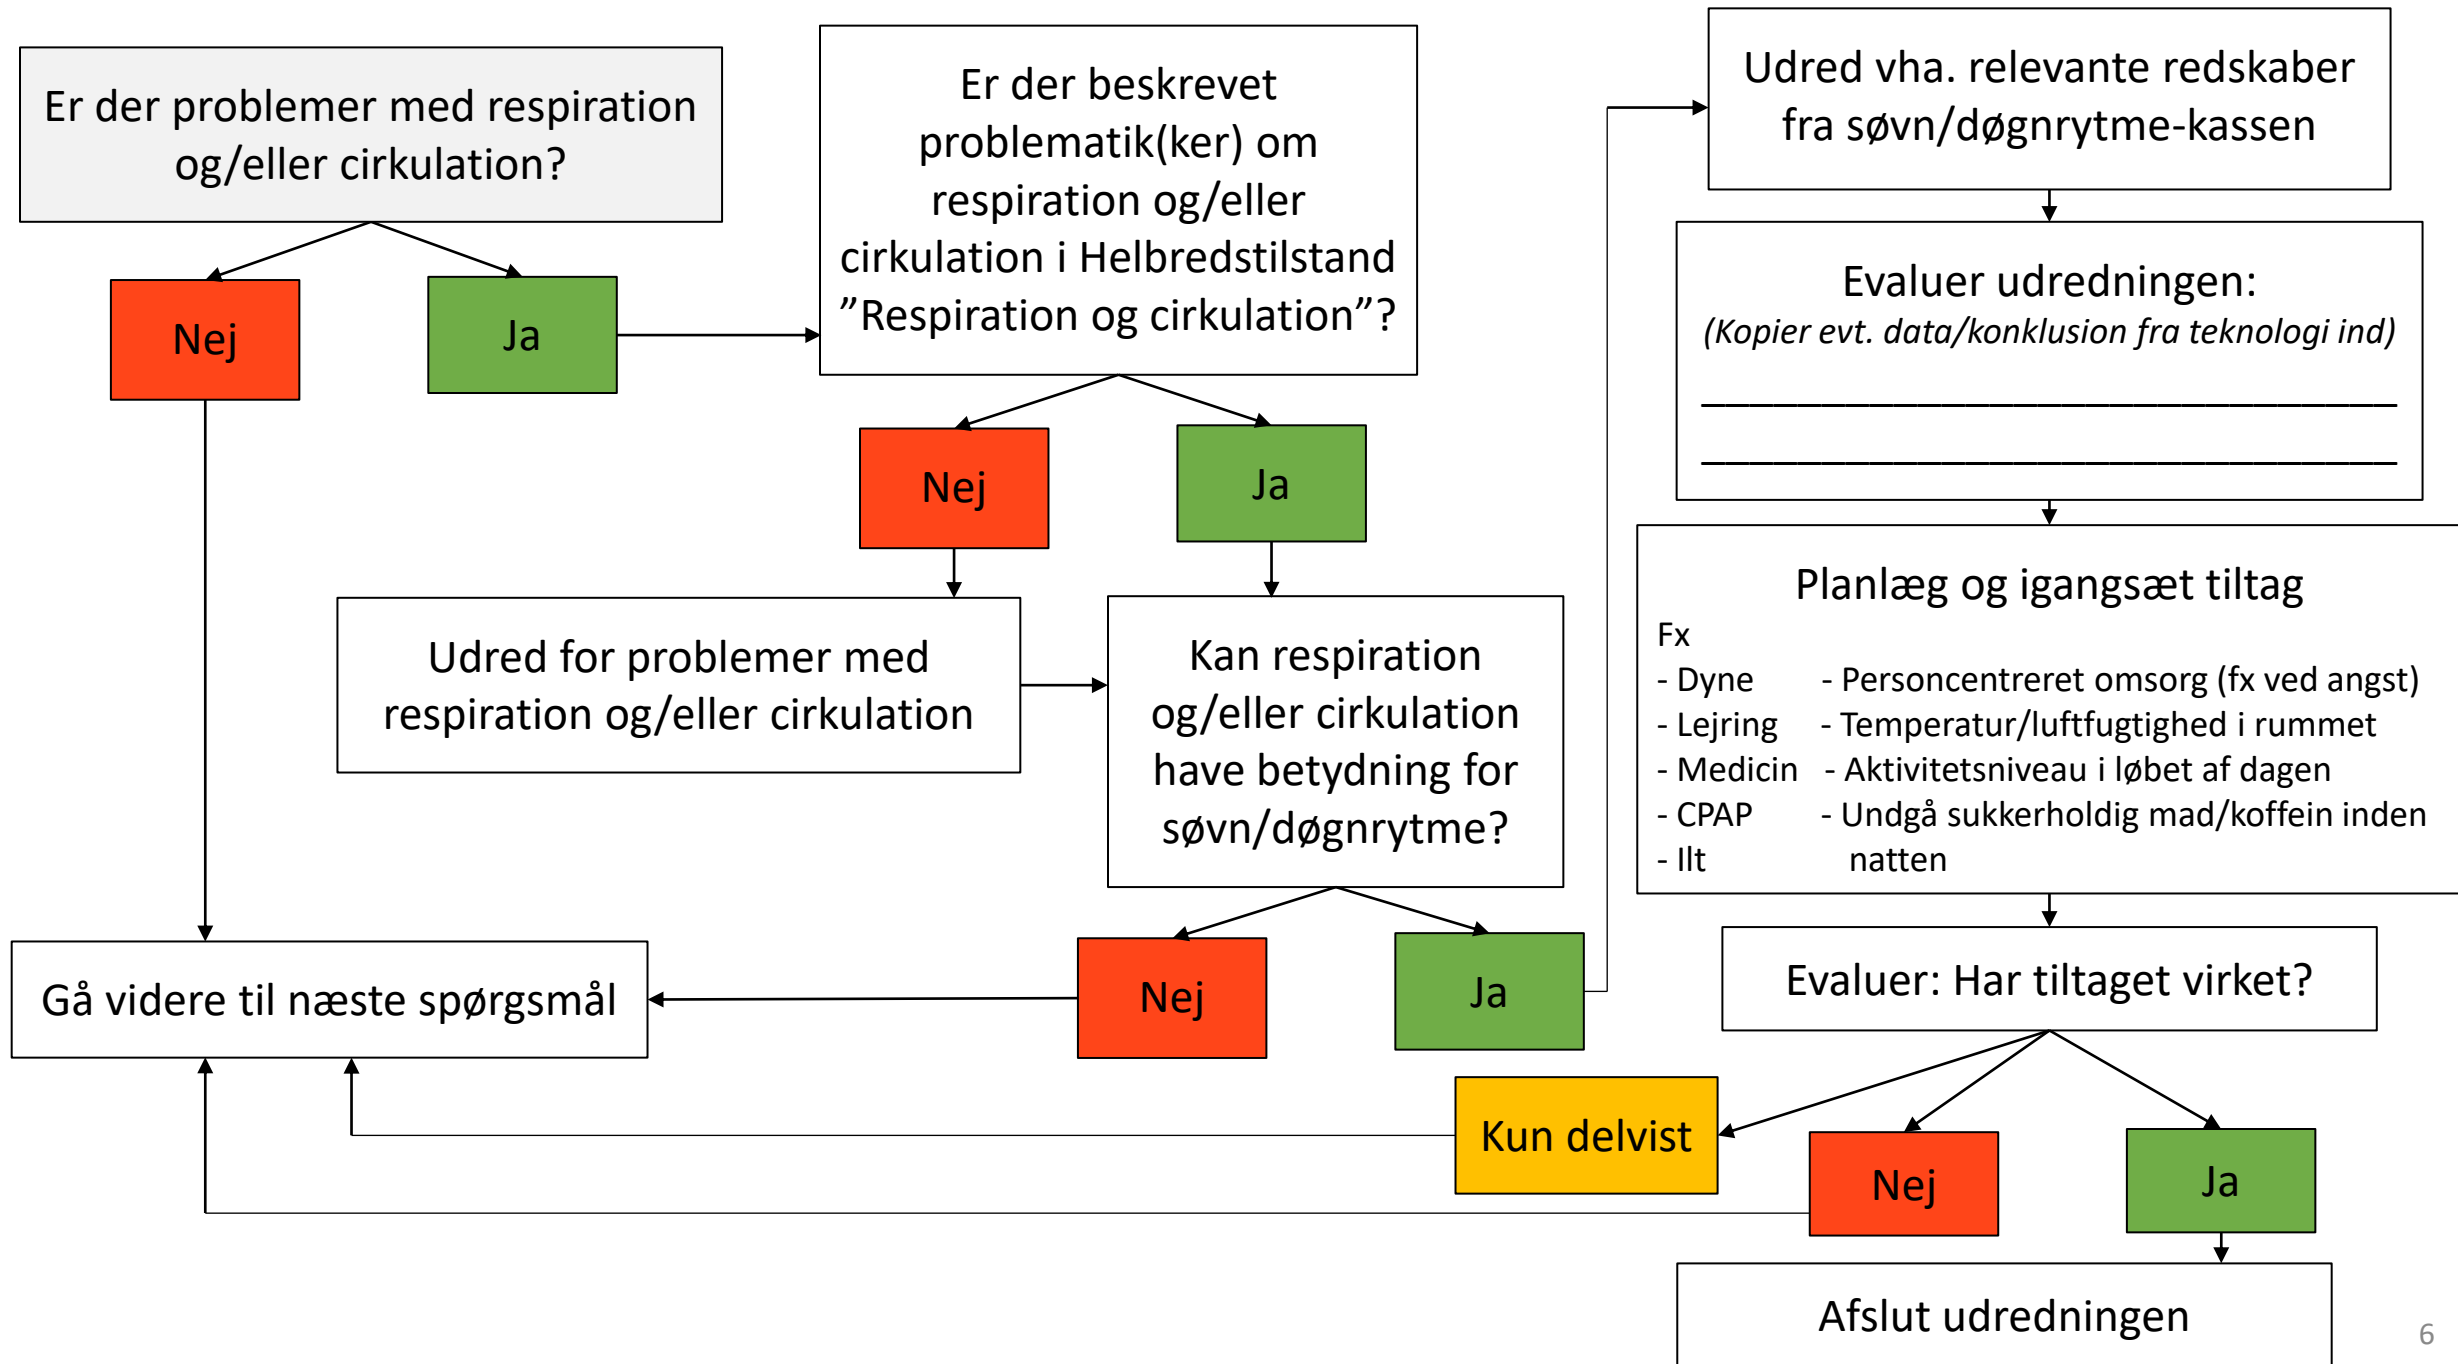 Er der problemer med respiration
og/eller cirkulation?
Nej
Ja
Er der beskrevet
problematik(ker) om
respiration og/eller
cirkulation i Helbredstilstand
”Respiration og cirkulation”?
Nej
Ja
Udred for problemer med
respiration og/eller cirkulation
Kan respiration
og/eller cirkulation
have betydning for
søvn/døgnrytme?
Nej
Ja
Gå videre til næste spørgsmål
Udred vha. relevante redskaber
fra søvn/døgnrytme-kassen
Evaluer udredningen:
(Kopier evt. data/konklusion fra teknologi ind)
Planlæg og igangsæt tiltag
Fx
- Dyne - Personcentreret omsorg (fx ved angst)
- Lejring - Temperatur/luftfugtighed i rummet
- Medicin - Aktivitetsniveau i løbet af dagen
- CPAP - Undgå sukkerholdig mad/koffein inden
- Ilt natten
Evaluer: Har tiltaget virket?
Kun delvist
Nej
Ja
Afslut udredningen
6